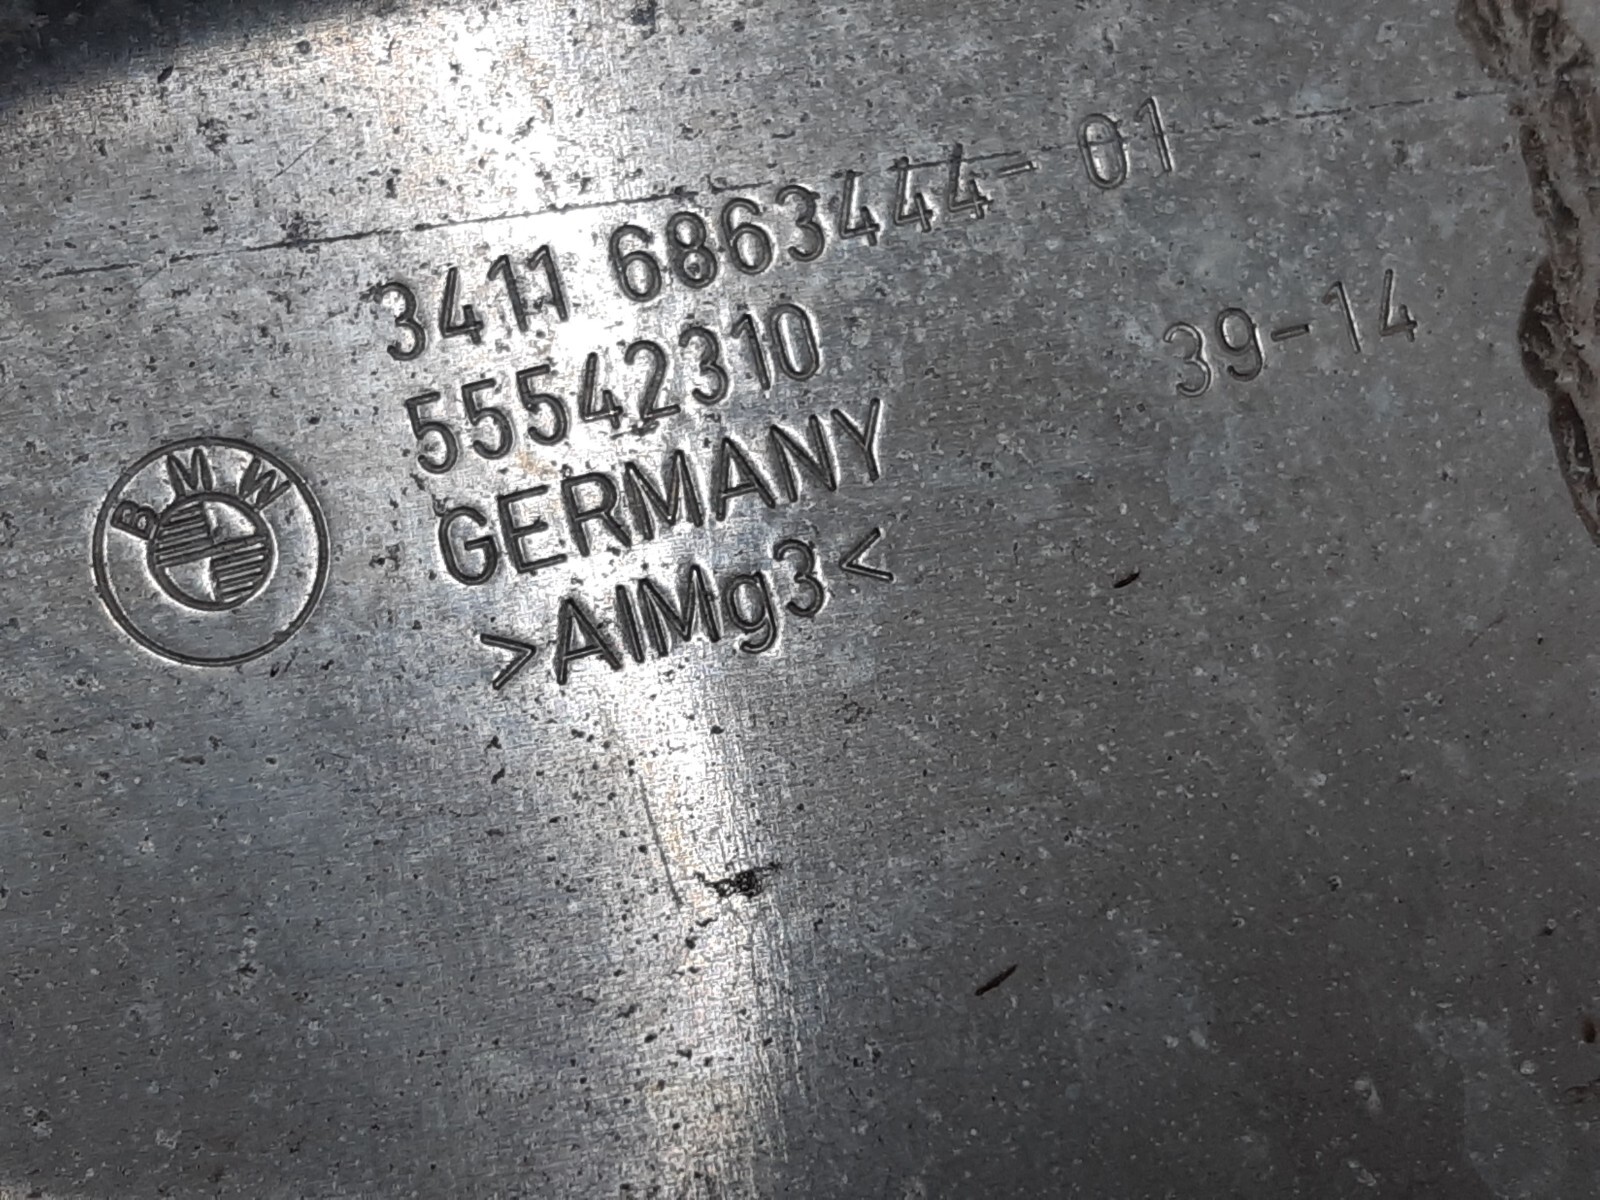 3411 6863444-01
55542310
39-14
GERMANY
>AlMg3<
BMW